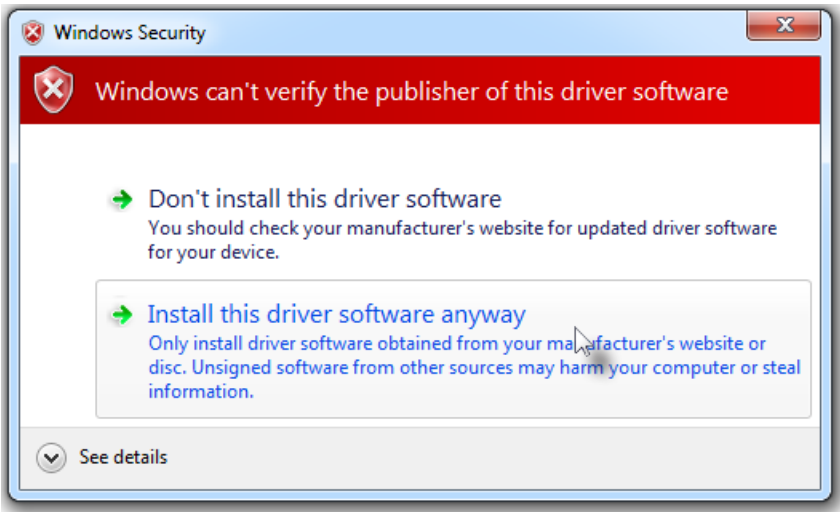 Windows Security
Windows can't verify the publisher of this driver software
Don't install this driver software
You should check your manufacturer's website for updated driver software
for your device.
Install this driver software anyway
Only install driver software obtained from your manufacturer's website or
disc. Unsigned software from other sources may harm your computer or steal
information.
See details